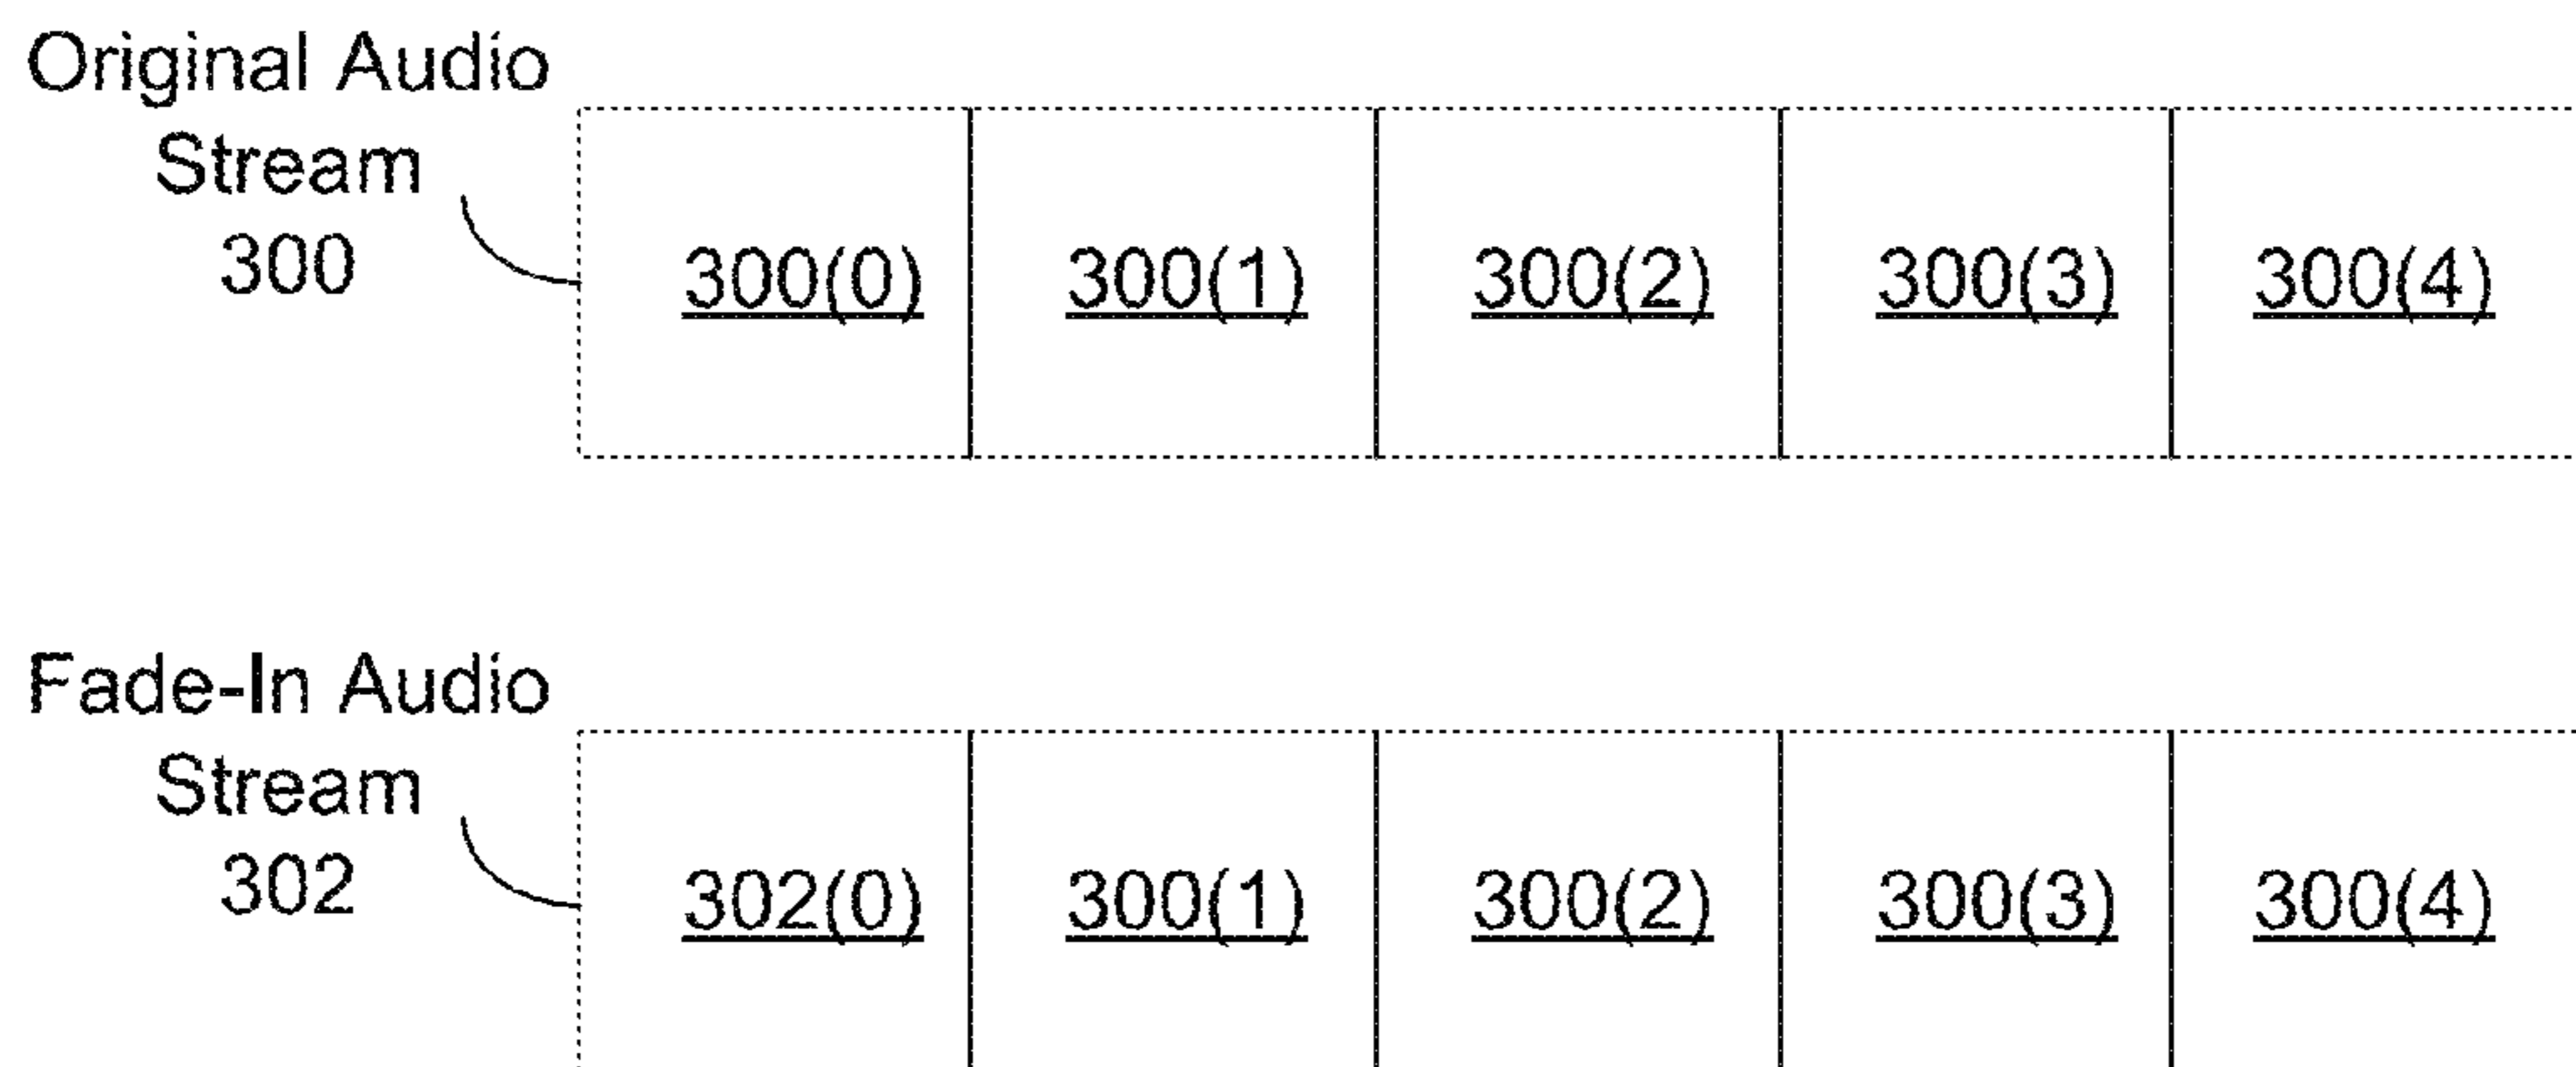 Original Audio
Stream
300
300(0) 300(1) 300(2) 300(3) 300(4)
Fade-In Audio
Stream
302
302(0) 300(1) 300(2) 300(3) 300(4)